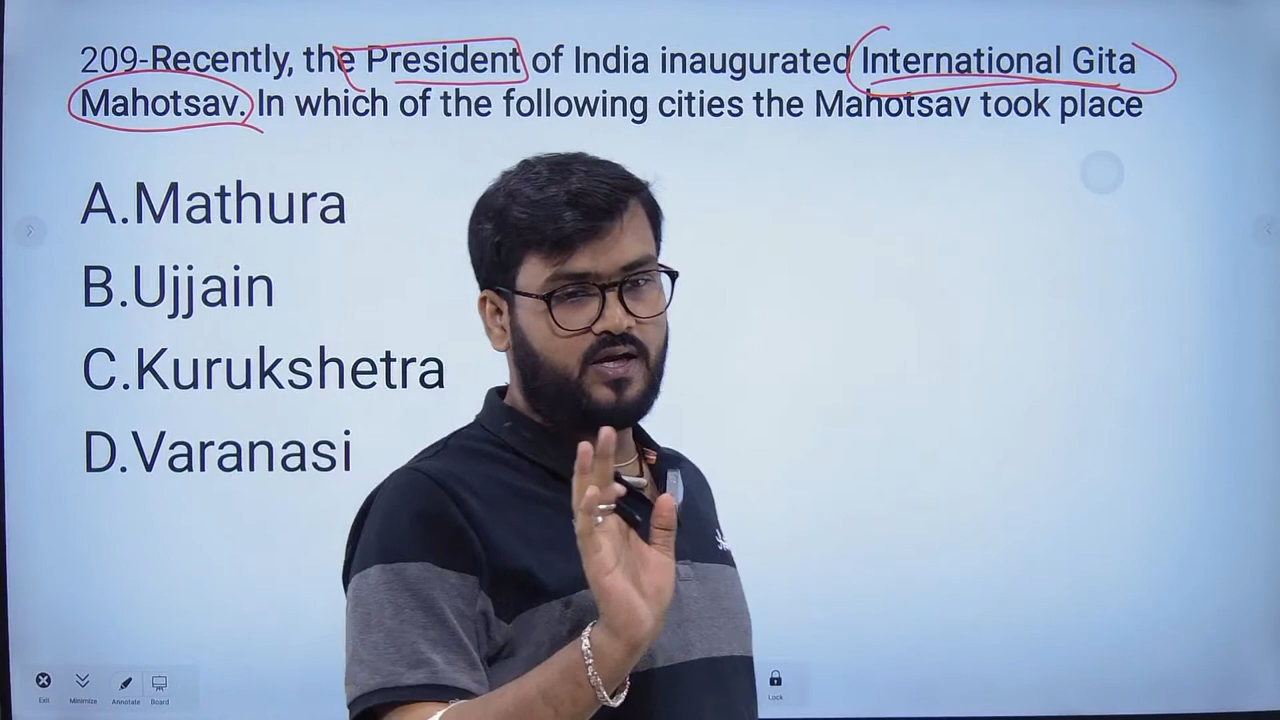 209-Recently, the President of India inaugurated International Gita
Mahotsav. In which of the following cities the Mahotsav took place
A.Mathura
B.Ujjain
C.Kurukshetra
D.Varanasi
Exit
Minimize
Annotate
Board
Lock